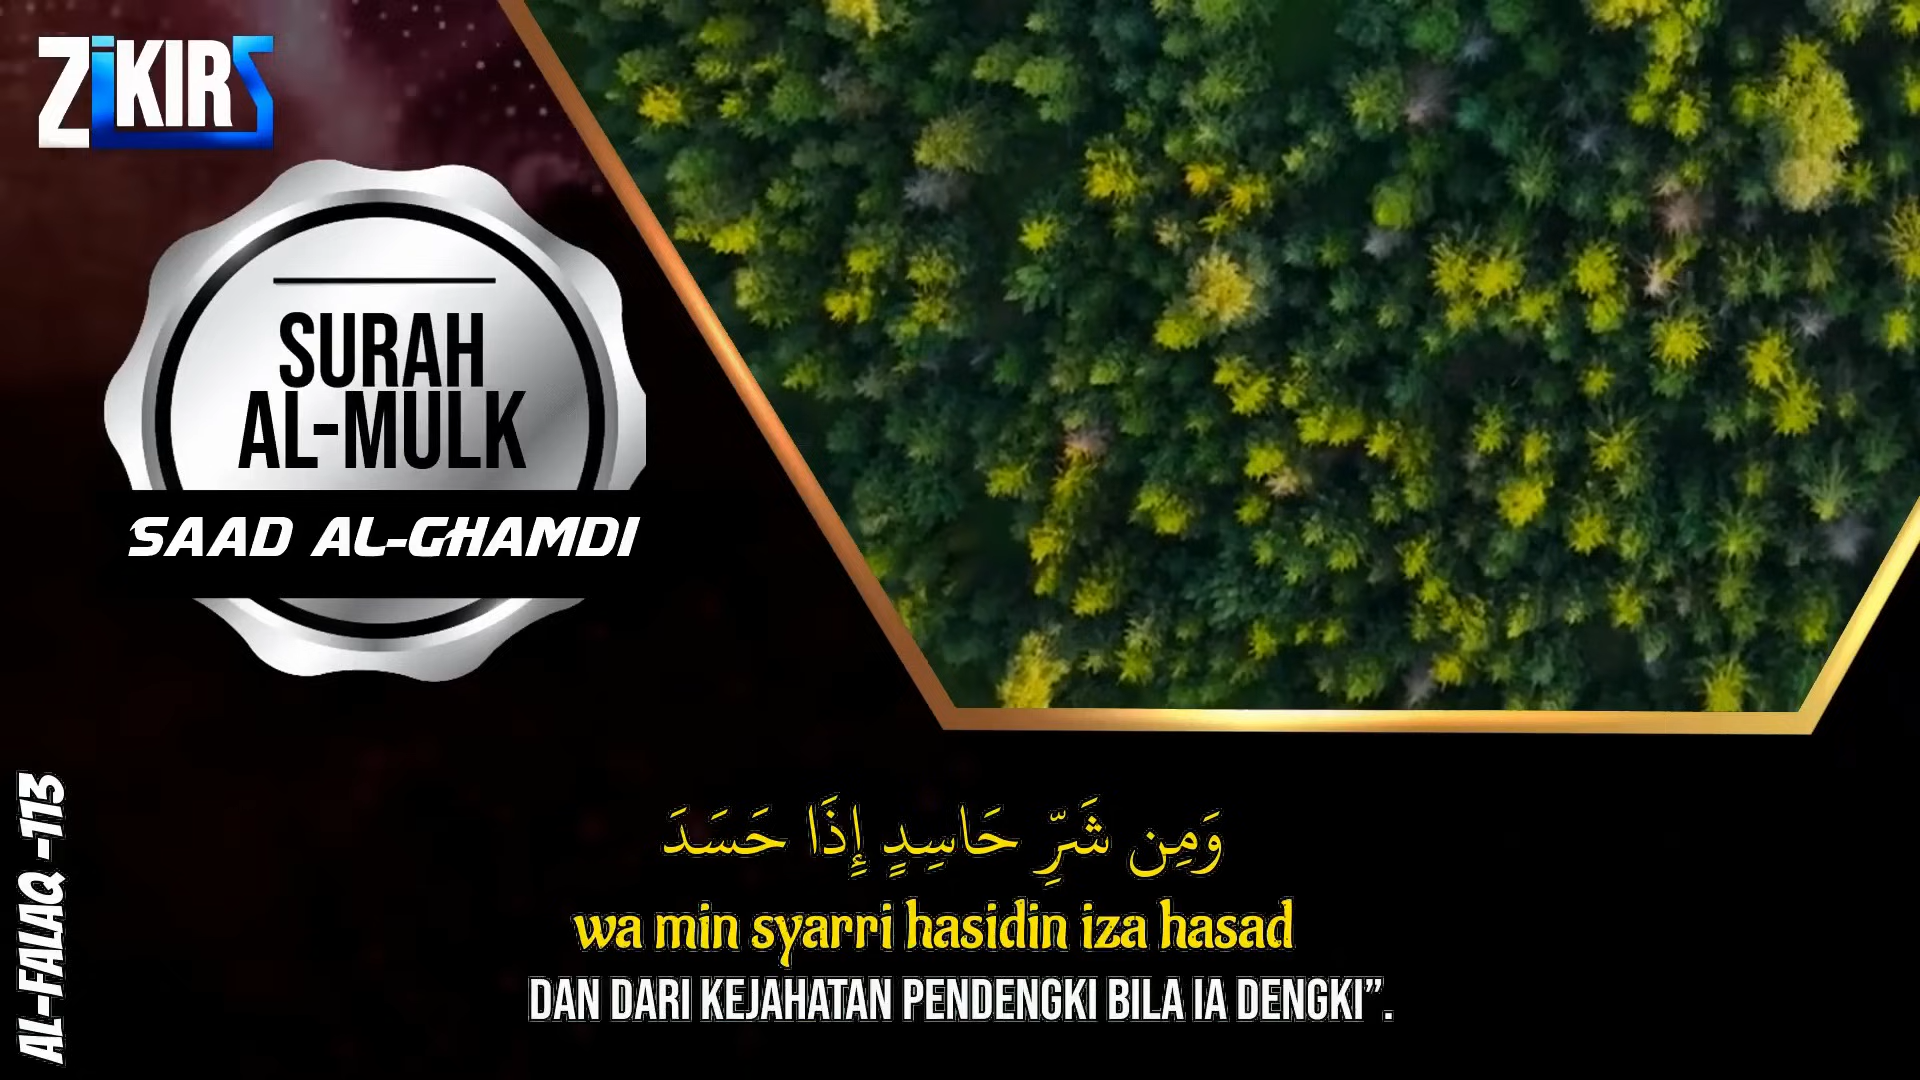 ZiKIRS
SURAH
AL-MULK
SAAD AL-GHAMDI
AL-FALAQ -113
وَمِن شَرِّ حَاسِدٍ إِذَا حَسَدَ
wa min syarri hasidin iza hasad
DAN DARI KEJAHATAN PENDENGKI BILA IA DENGKI”.